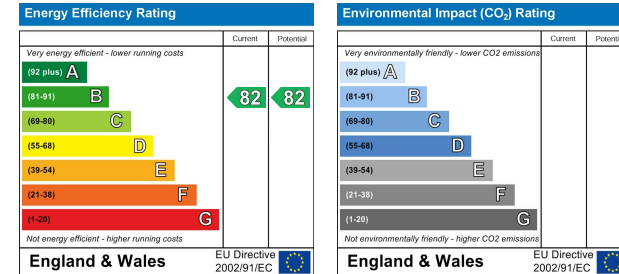 Energy Efficiency Rating
Current Potential
Very energy efficient - lower running costs
(92 plus) A
(81-91) B 82 82
(69-80) C
(55-68) D
(39-54) E
(21-38) F
(1-20) G
Not energy efficient - higher running costs
England & Wales
EU Directive
2002/91/EC
Environmental Impact (CO₂) Rating
Current Potenti
Very environmentally friendly - lower CO2 emissions
(92 plus) A
(81-91) B
(69-80) C
(55-68) D
(39-54) E
(21-38) F
(1-20) G
Not environmentally friendly - higher CO2 emissions
England & Wales
EU Directive
2002/91/EC